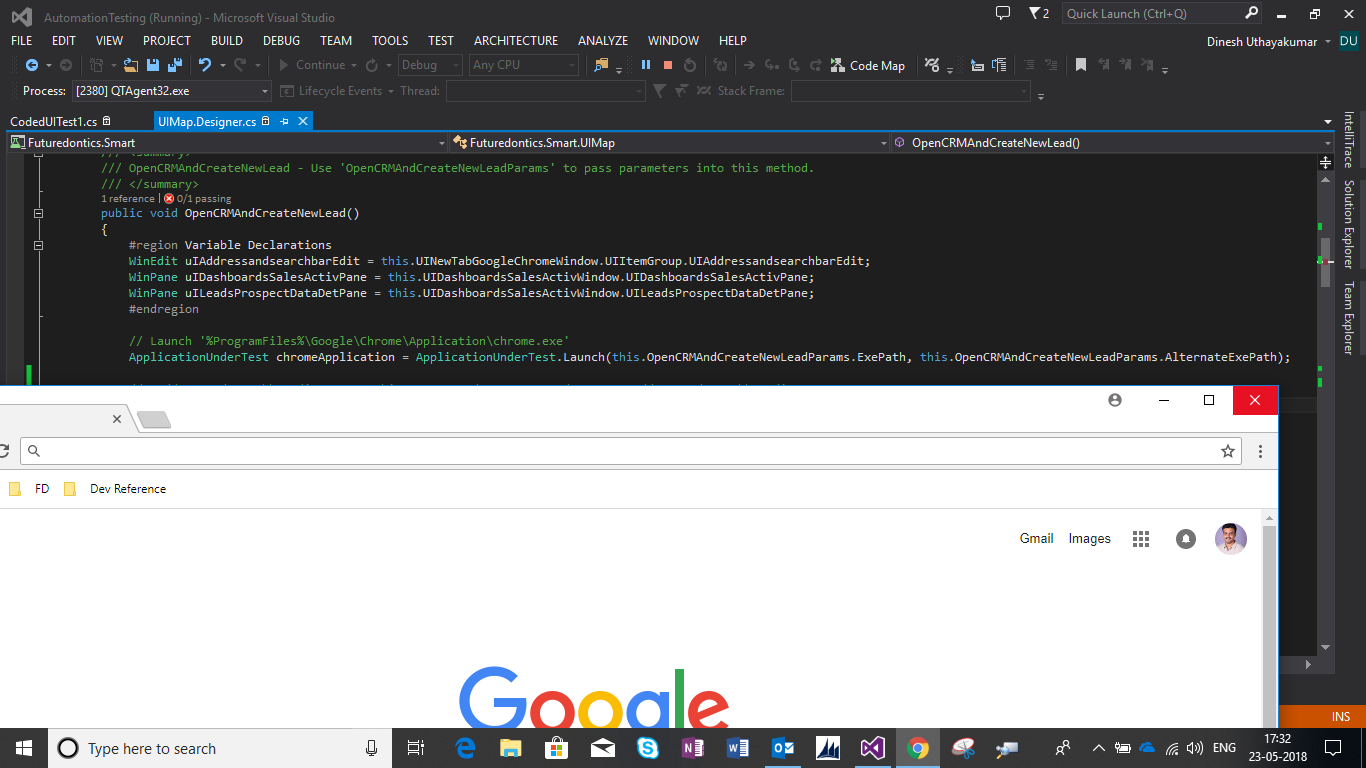 AutomationTesting (Running) - Microsoft Visual Studio
2
Quick Launch (Ctrl+Q)
FILE EDIT VIEW PROJECT BUILD DEBUG TEAM TOOLS TEST ARCHITECTURE ANALYZE WINDOW HELP
Dinesh Uthayakumar DU
Continue Debug Any CPU Code Map
Process: [2380] QTAgent32.exe Lifecycle Events Thread: Stack Frame:
CodedUITest1.cs UIMap.Designer.cs
Futuredontics.Smart Futuredontics.Smart.UIMap OpenCRMAndCreateNewLead()
/// <summary>
/// OpenCRMAndCreateNewLead - Use 'OpenCRMAndCreateNewLeadParams' to pass parameters into this method.
/// </summary>
1 reference | 0/1 passing
public void OpenCRMAndCreateNewLead()
{
#region Variable Declarations
WinEdit uIAddressandsearchbarEdit = this.UINewTabGoogleChromeWindow.UIItemGroup.UIAddressandsearchbarEdit;
WinPane uIDashboardsSalesActivPane = this.UIDashboardsSalesActivWindow.UIDashboardsSalesActivPane;
WinPane uILeadsProspectDataDetPane = this.UIDashboardsSalesActivWindow.UILeadsProspectDataDetPane;
#endregion
// Launch '%ProgramFiles%\Google\Chrome\Application\chrome.exe'
ApplicationUnderTest chromeApplication = ApplicationUnderTest.Launch(this.OpenCRMAndCreateNewLeadParams.ExePath, this.OpenCRMAndCreateNewLeadParams.AlternateExePath);
IntelliTrace
Solution Explorer
Team Explorer
FD Dev Reference
Gmail Images
Google
INS
Type here to search
ENG
17:32
23-05-2018